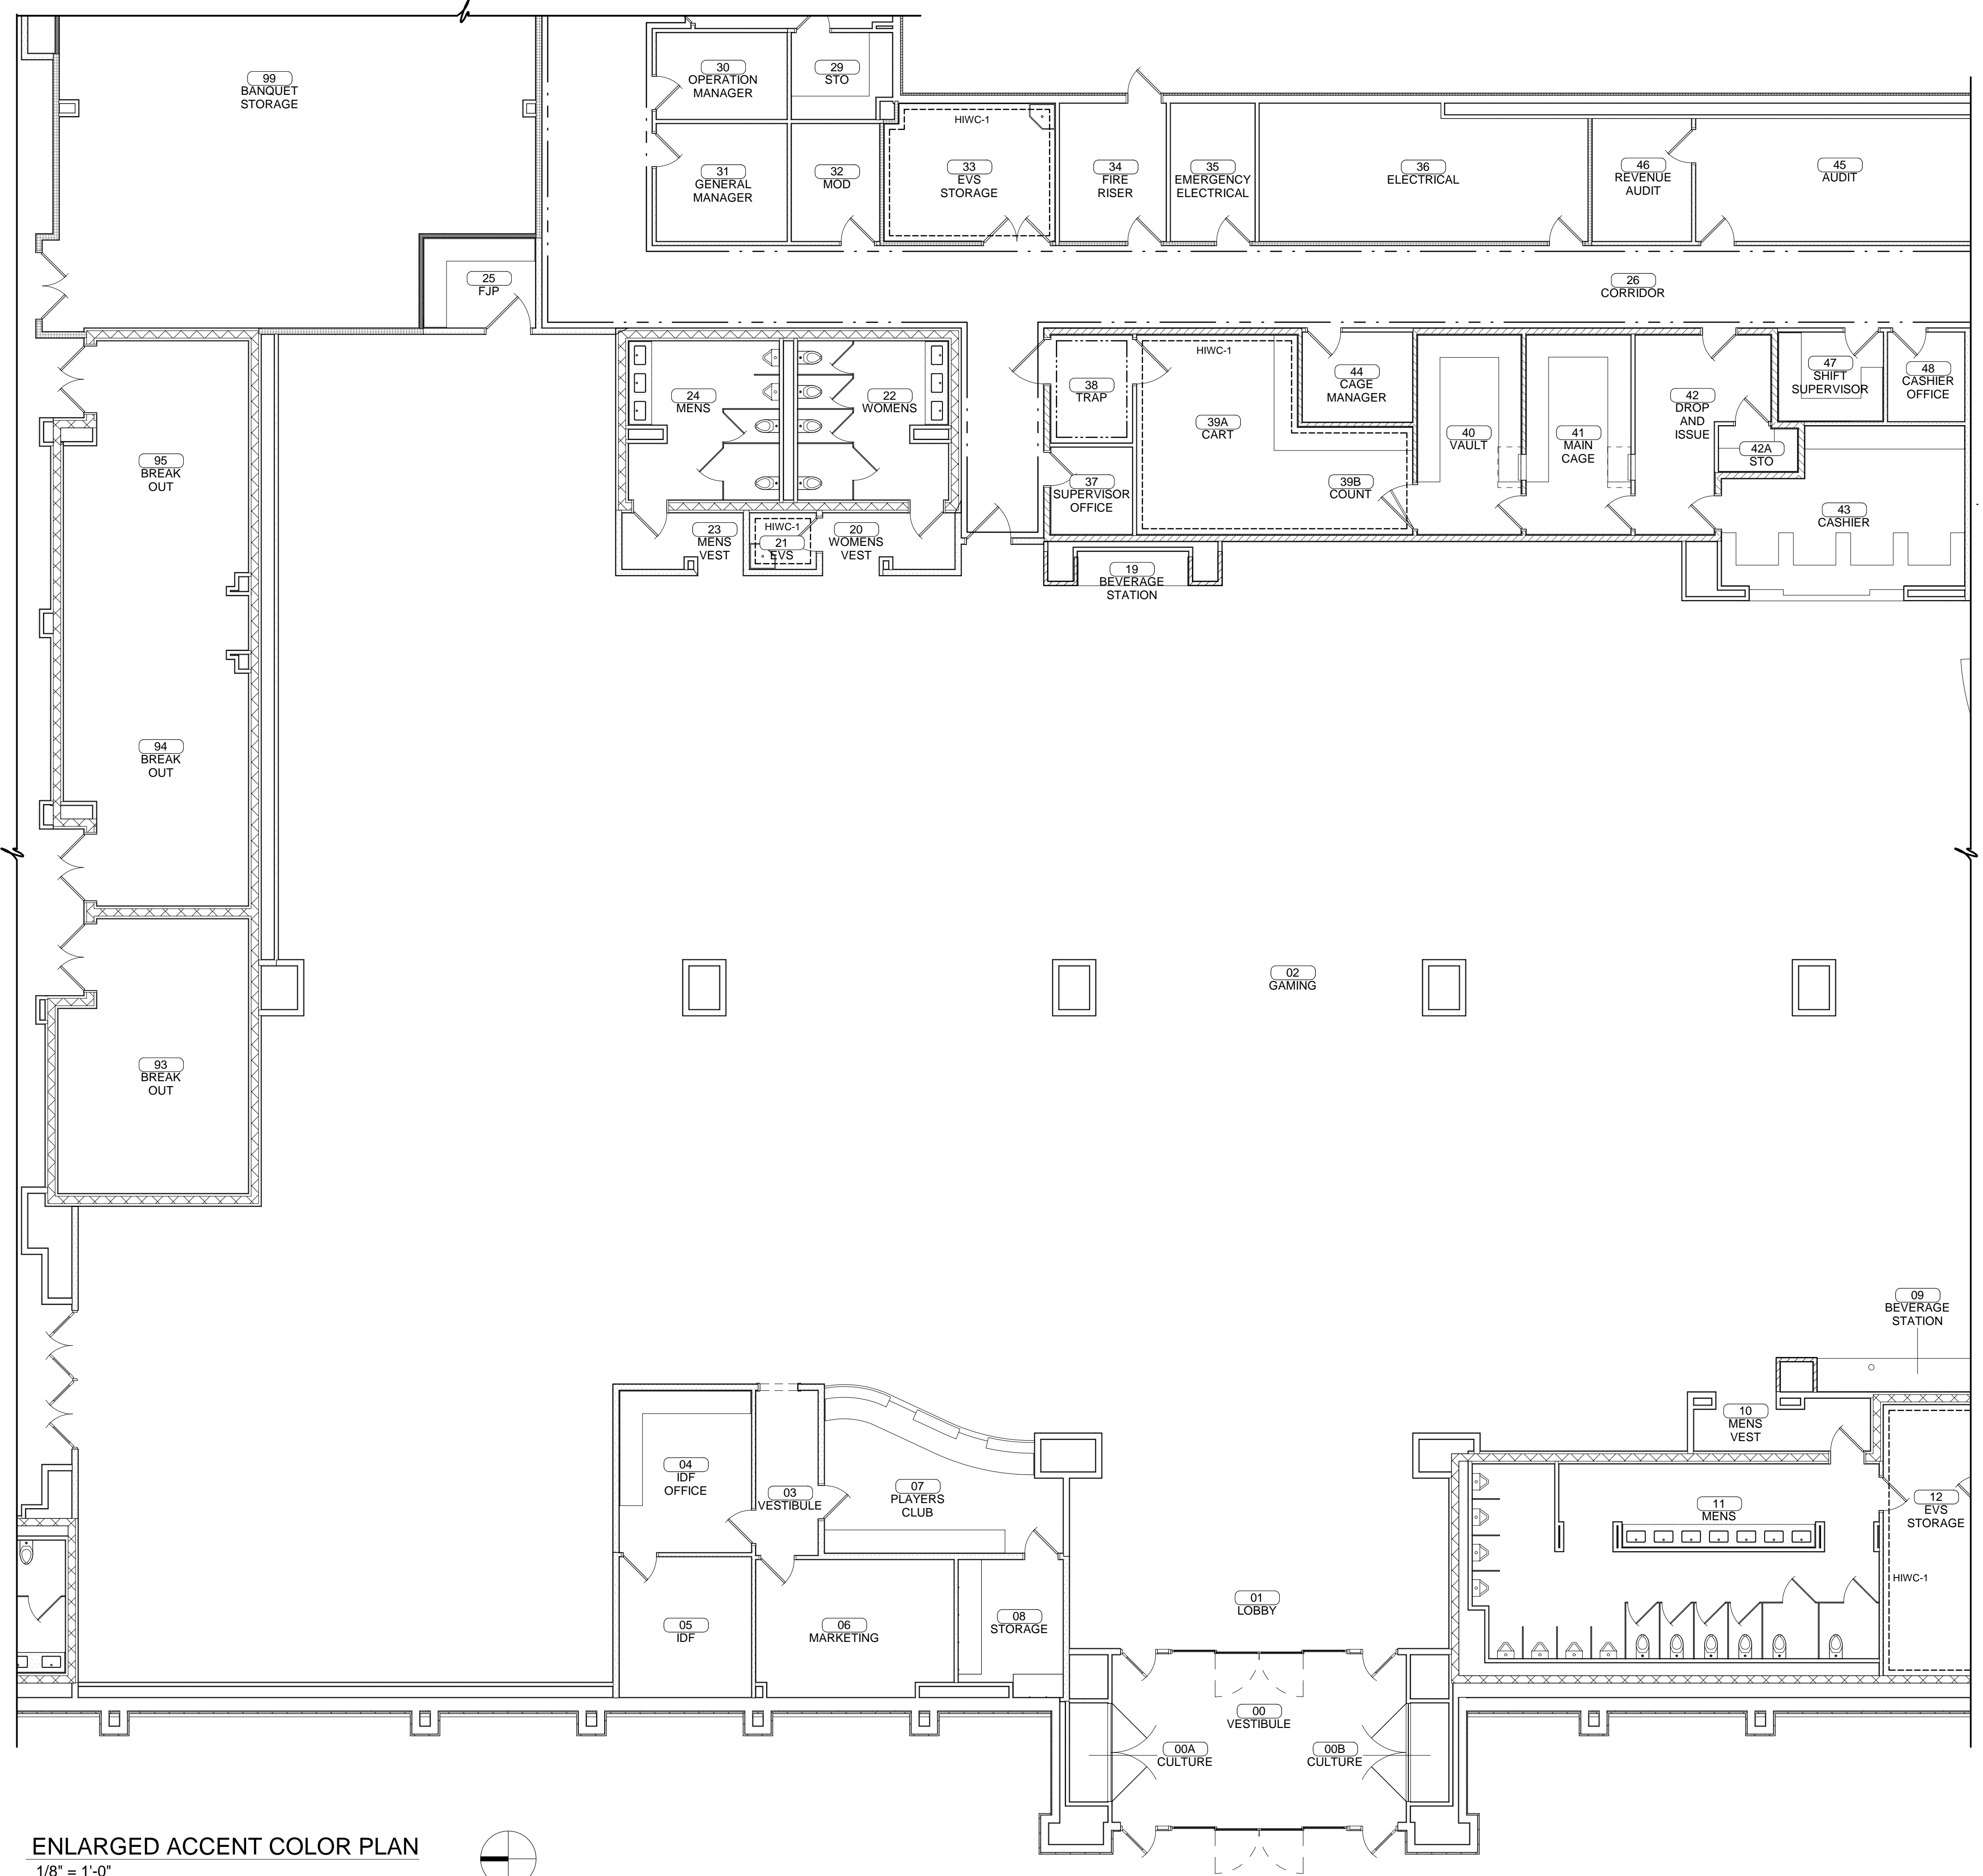 99
BANQUET
STORAGE
30
OPERATION
MANAGER
29
STO
HIWC-1
31
GENERAL
MANAGER
32
MOD
33
EVS
STORAGE
34
FIRE
RISER
35
EMERGENCY
ELECTRICAL
36
ELECTRICAL
46
REVENUE
AUDIT
45
AUDIT
25
FJP
26
CORRIDOR
24
MENS
22
WOMENS
38
TRAP
HIWC-1
39A
CART
44
CAGE
MANAGER
40
VAULT
41
MAIN
CAGE
42
DROP
AND
ISSUE
47
SHIFT
SUPERVISOR
48
CASHIER
OFFICE
42A
STO
95
BREAK
OUT
37
SUPERVISOR
OFFICE
39B
COUNT
43
CASHIER
23
MENS
VEST
HIWC-1
21
EVS
20
WOMENS
VEST
19
BEVERAGE
STATION
94
BREAK
OUT
02
GAMING
93
BREAK
OUT
09
BEVERAGE
STATION
10
MENS
VEST
04
IDF
OFFICE
03
VESTIBULE
07
PLAYERS
CLUB
11
MENS
12
EVS
STORAGE
HIWC-1
05
IDF
06
MARKETING
08
STORAGE
01
LOBBY
00
VESTIBULE
00A
CULTURE
00B
CULTURE
ENLARGED ACCENT COLOR PLAN
1/8" = 1'-0"